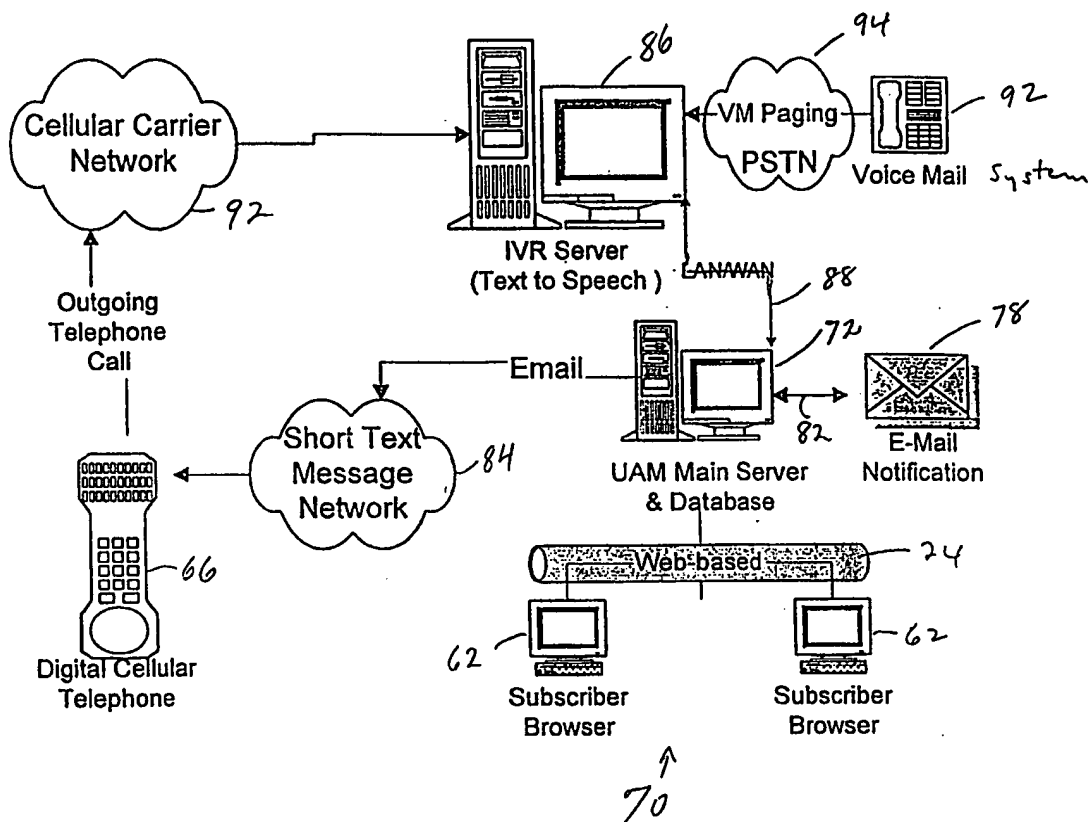 94
86
92
Cellular Carrier
Network
VM Paging
PSTN
Voice Mail System
92
IVR Server
(Text to Speech )
LAN\WAN
88
Outgoing
Telephone
Call
72
78
Email
82
E-Mail
Notification
Short Text
Message
Network
84
UAM Main Server
& Database
66
Web-based
24
62
62
Digital Cellular
Telephone
Subscriber
Browser
Subscriber
Browser
70